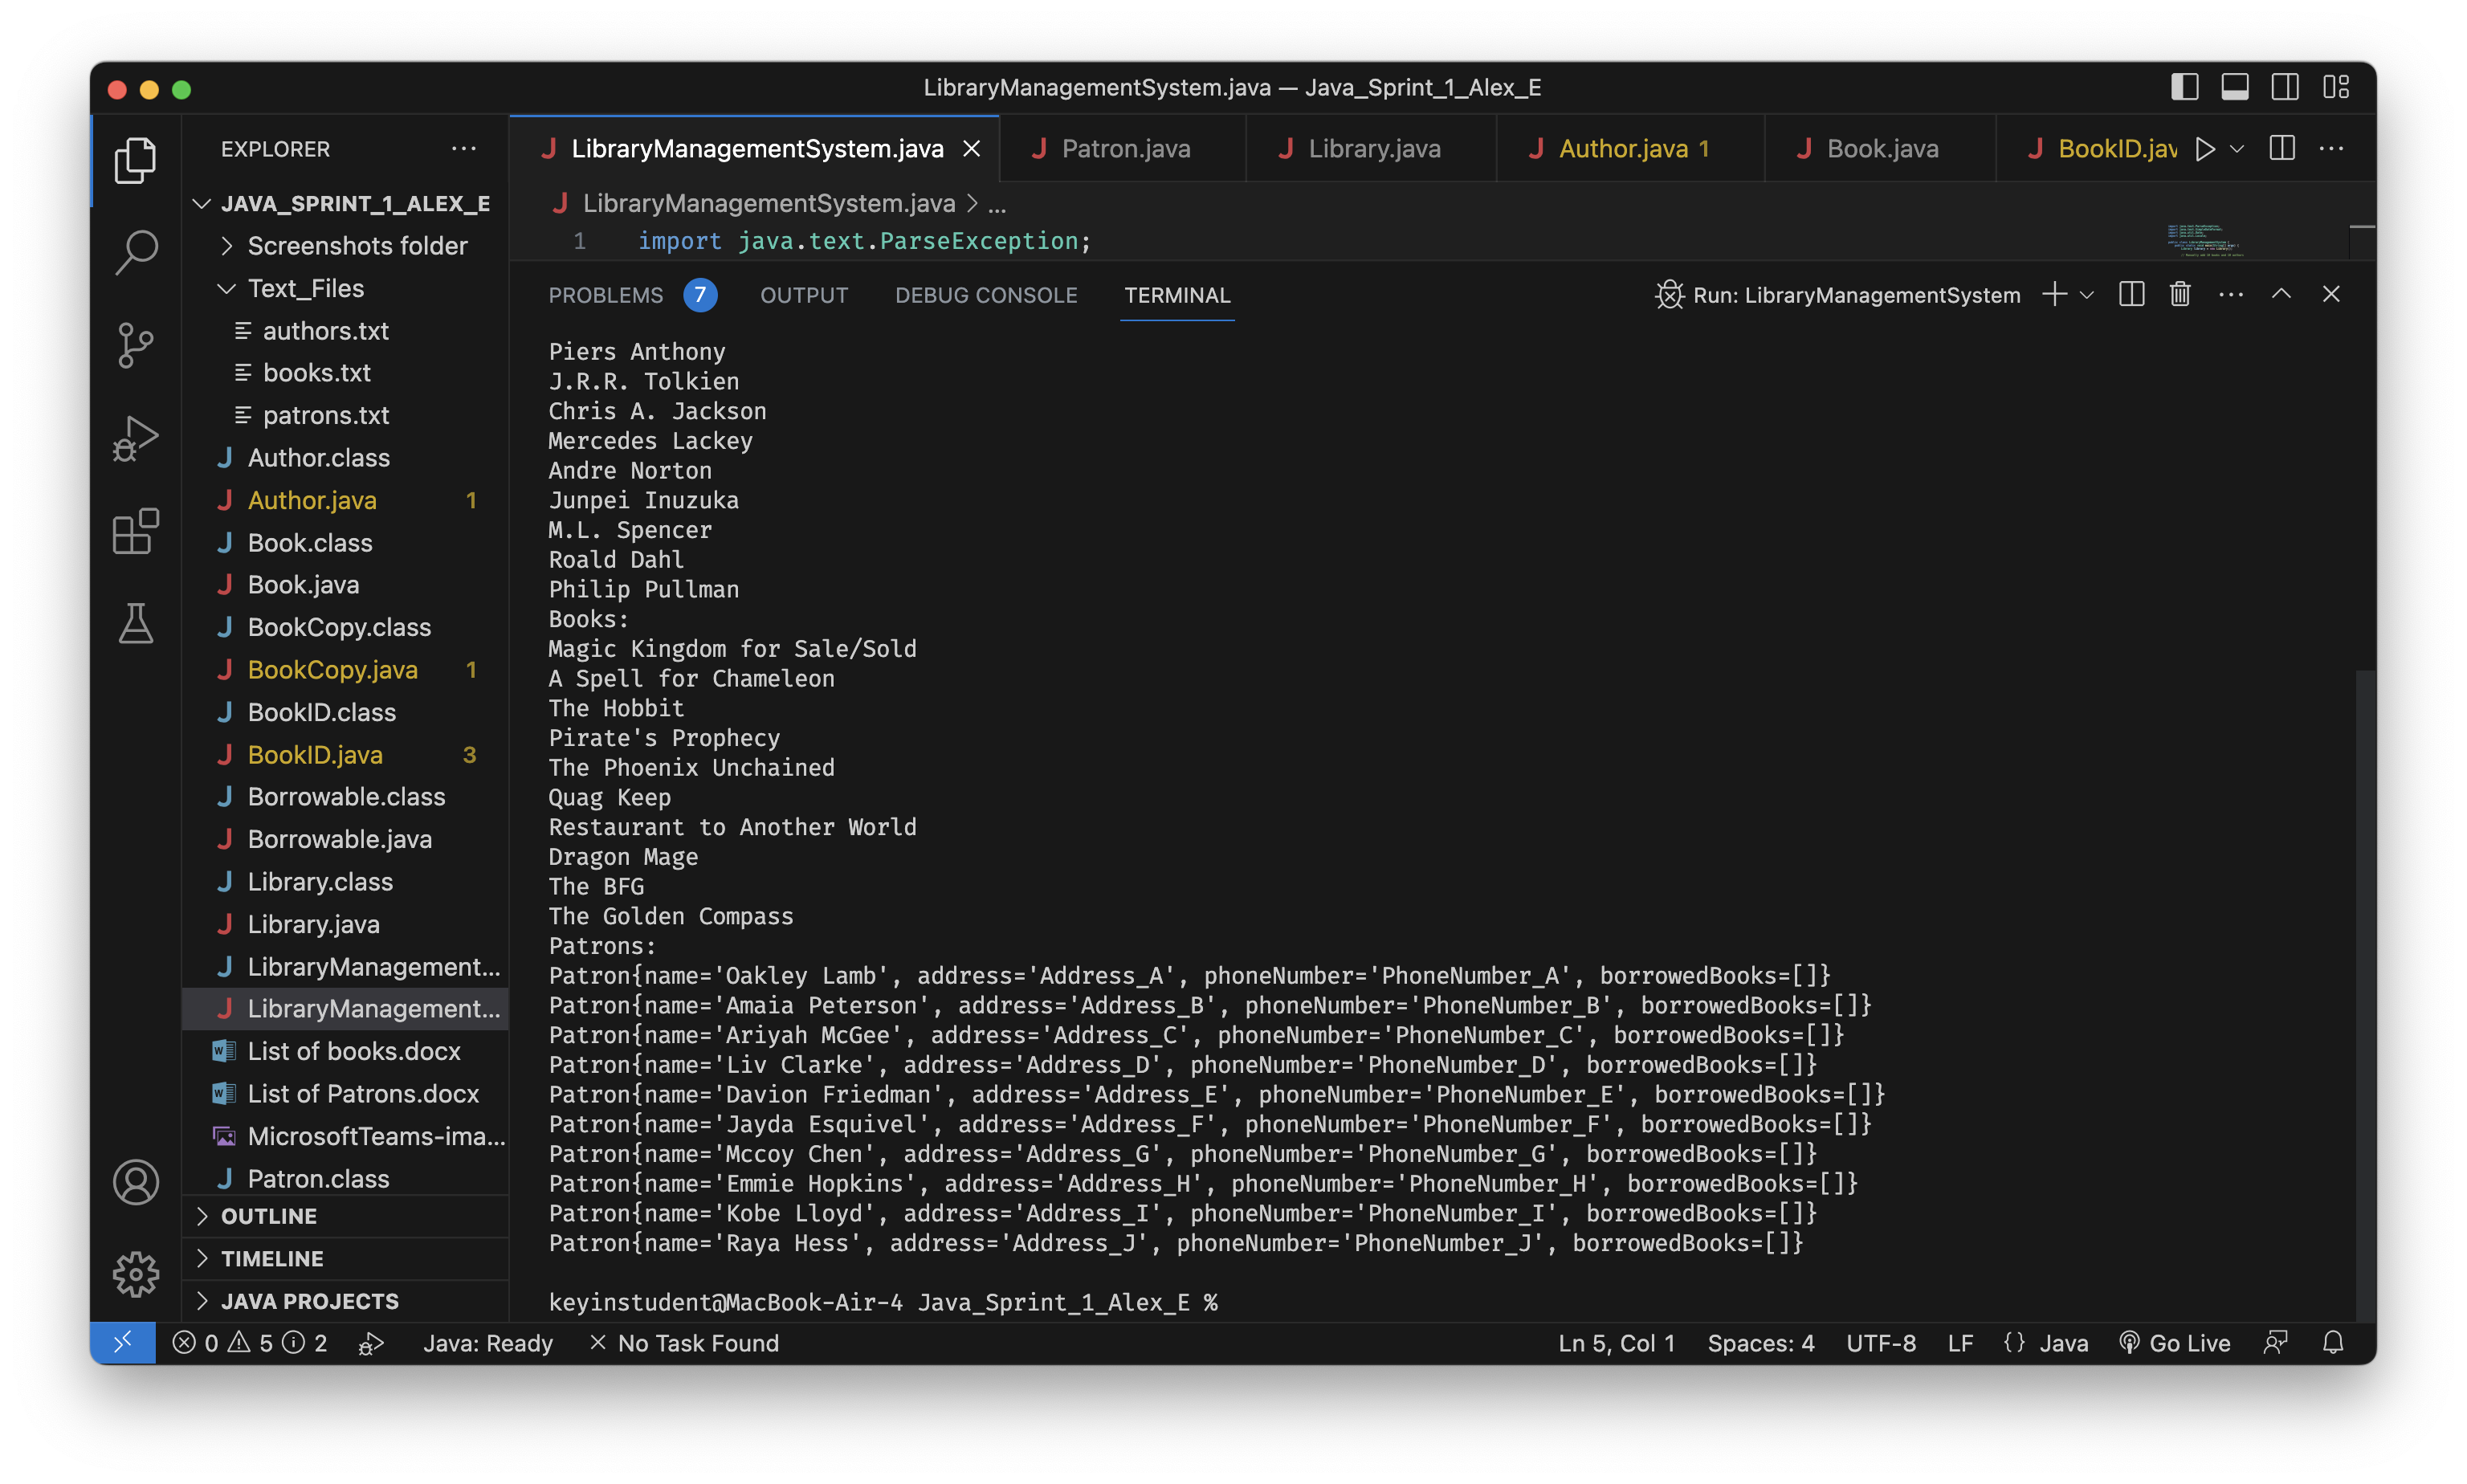 LibraryManagementSystem.java — Java_Sprint_1_Alex_E
EXPLORER
JAVA_SPRINT_1_ALEX_E
Screenshots folder
Text_Files
authors.txt
books.txt
patrons.txt
Author.class
Author.java 1
Book.class
Book.java
BookCopy.class
BookCopy.java 1
BookID.class
BookID.java 3
Borrowable.class
Borrowable.java
Library.class
Library.java
LibraryManagement...
LibraryManagement...
List of books.docx
List of Patrons.docx
MicrosoftTeams-ima...
Patron.class
OUTLINE
TIMELINE
JAVA PROJECTS
LibraryManagementSystem.java Patron.java Library.java Author.java 1 Book.java BookID.jav
LibraryManagementSystem.java > ...
1 import java.text.ParseException;
PROBLEMS 7 OUTPUT DEBUG CONSOLE TERMINAL Run: LibraryManagementSystem
Piers Anthony
J.R.R. Tolkien
Chris A. Jackson
Mercedes Lackey
Andre Norton
Junpei Inuzuka
M.L. Spencer
Roald Dahl
Philip Pullman
Books:
Magic Kingdom for Sale/Sold
A Spell for Chameleon
The Hobbit
Pirate's Prophecy
The Phoenix Unchained
Quag Keep
Restaurant to Another World
Dragon Mage
The BFG
The Golden Compass
Patrons:
Patron{name='Oakley Lamb', address='Address_A', phoneNumber='PhoneNumber_A', borrowedBooks=[]}
Patron{name='Amaia Peterson', address='Address_B', phoneNumber='PhoneNumber_B', borrowedBooks=[]}
Patron{name='Ariyah McGee', address='Address_C', phoneNumber='PhoneNumber_C', borrowedBooks=[]}
Patron{name='Liv Clarke', address='Address_D', phoneNumber='PhoneNumber_D', borrowedBooks=[]}
Patron{name='Davion Friedman', address='Address_E', phoneNumber='PhoneNumber_E', borrowedBooks=[]}
Patron{name='Jayda Esquivel', address='Address_F', phoneNumber='PhoneNumber_F', borrowedBooks=[]}
Patron{name='Mccoy Chen', address='Address_G', phoneNumber='PhoneNumber_G', borrowedBooks=[]}
Patron{name='Emmie Hopkins', address='Address_H', phoneNumber='PhoneNumber_H', borrowedBooks=[]}
Patron{name='Kobe Lloyd', address='Address_I', phoneNumber='PhoneNumber_I', borrowedBooks=[]}
Patron{name='Raya Hess', address='Address_J', phoneNumber='PhoneNumber_J', borrowedBooks=[]}
keyinstudent@MacBook-Air-4 Java_Sprint_1_Alex_E %
0 5 2 Java: Ready No Task Found Ln 5, Col 1 Spaces: 4 UTF-8 LF {} Java Go Live